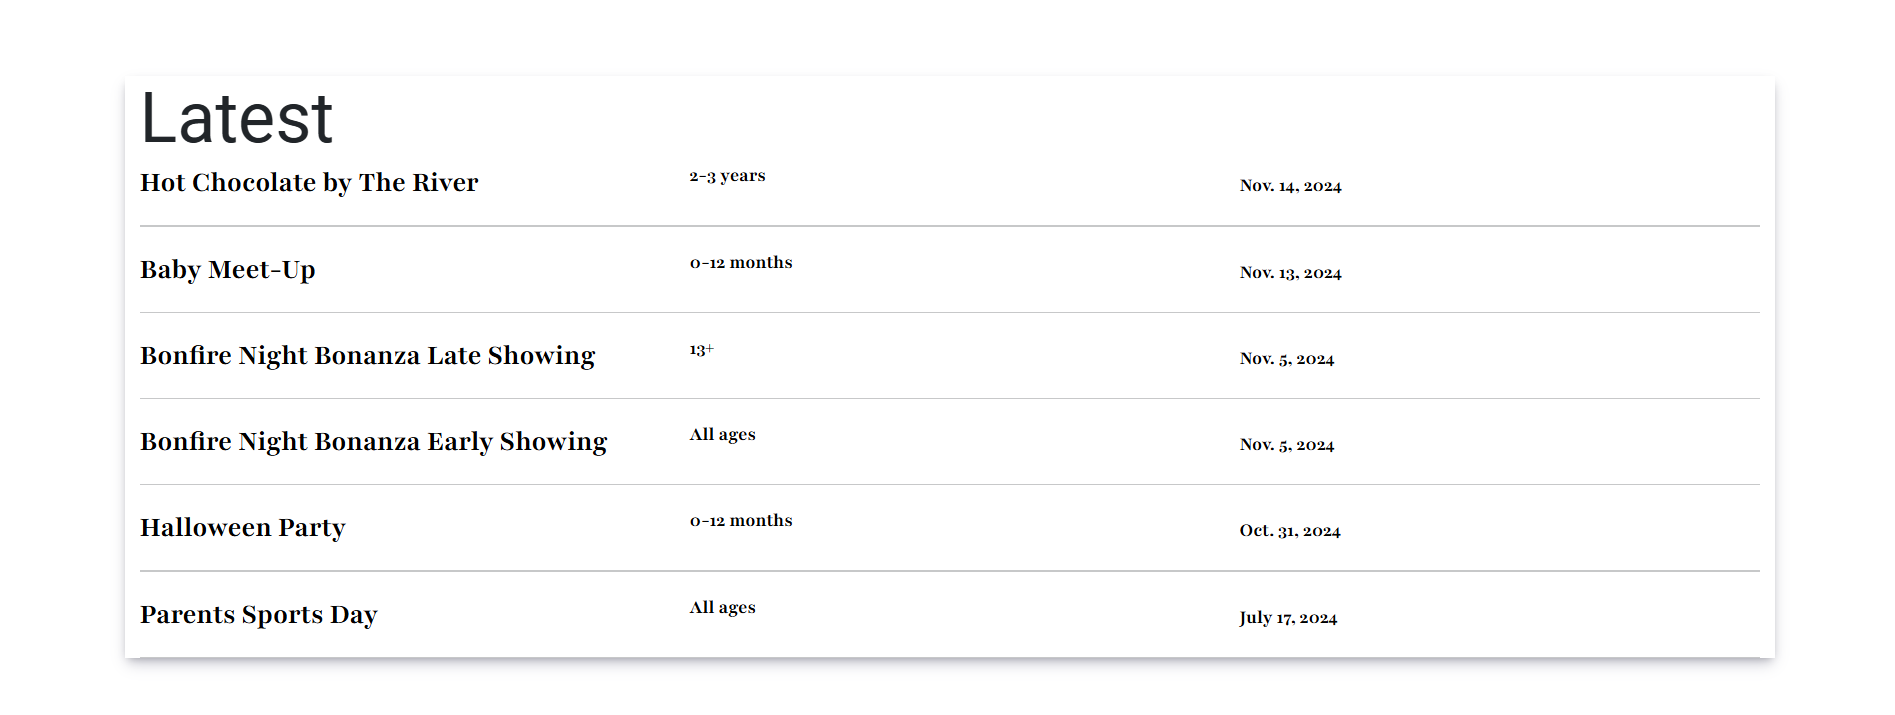 Latest
Hot Chocolate by The River 2-3 years Nov. 14, 2024
Baby Meet-Up 0-12 months Nov. 13, 2024
Bonfire Night Bonanza Late Showing 13+ Nov. 5, 2024
Bonfire Night Bonanza Early Showing All ages Nov. 5, 2024
Halloween Party 0-12 months Oct. 31, 2024
Parents Sports Day All ages July 17, 2024